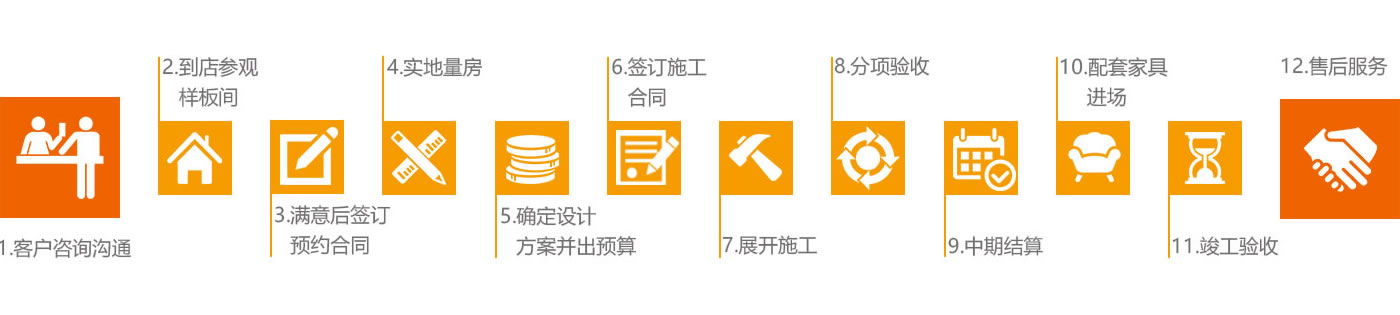 1.客户咨询沟通
2.到店参观
样板间
3.满意后签订
预约合同
4.实地量房
5.确定设计
方案并出预算
6.签订施工
合同
7.展开施工
8.分项验收
9.中期结算
10.配套家具
进场
11.竣工验收
12.售后服务